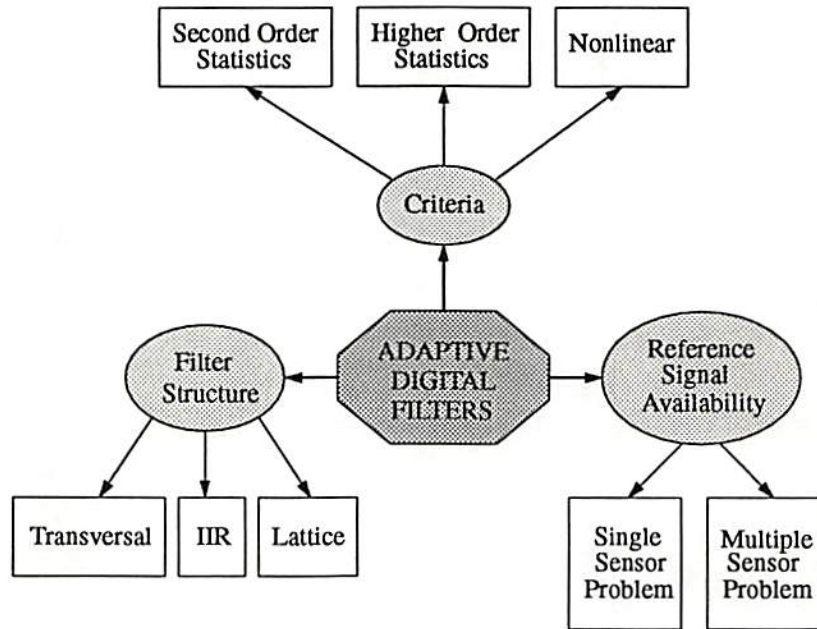 Second Order
Statistics
Higher Order
Statistics
Nonlinear
Criteria
Filter
Structure
ADAPTIVE
DIGITAL
FILTERS
Reference
Signal
Availability
Transversal
IIR
Lattice
Single
Sensor
Problem
Multiple
Sensor
Problem